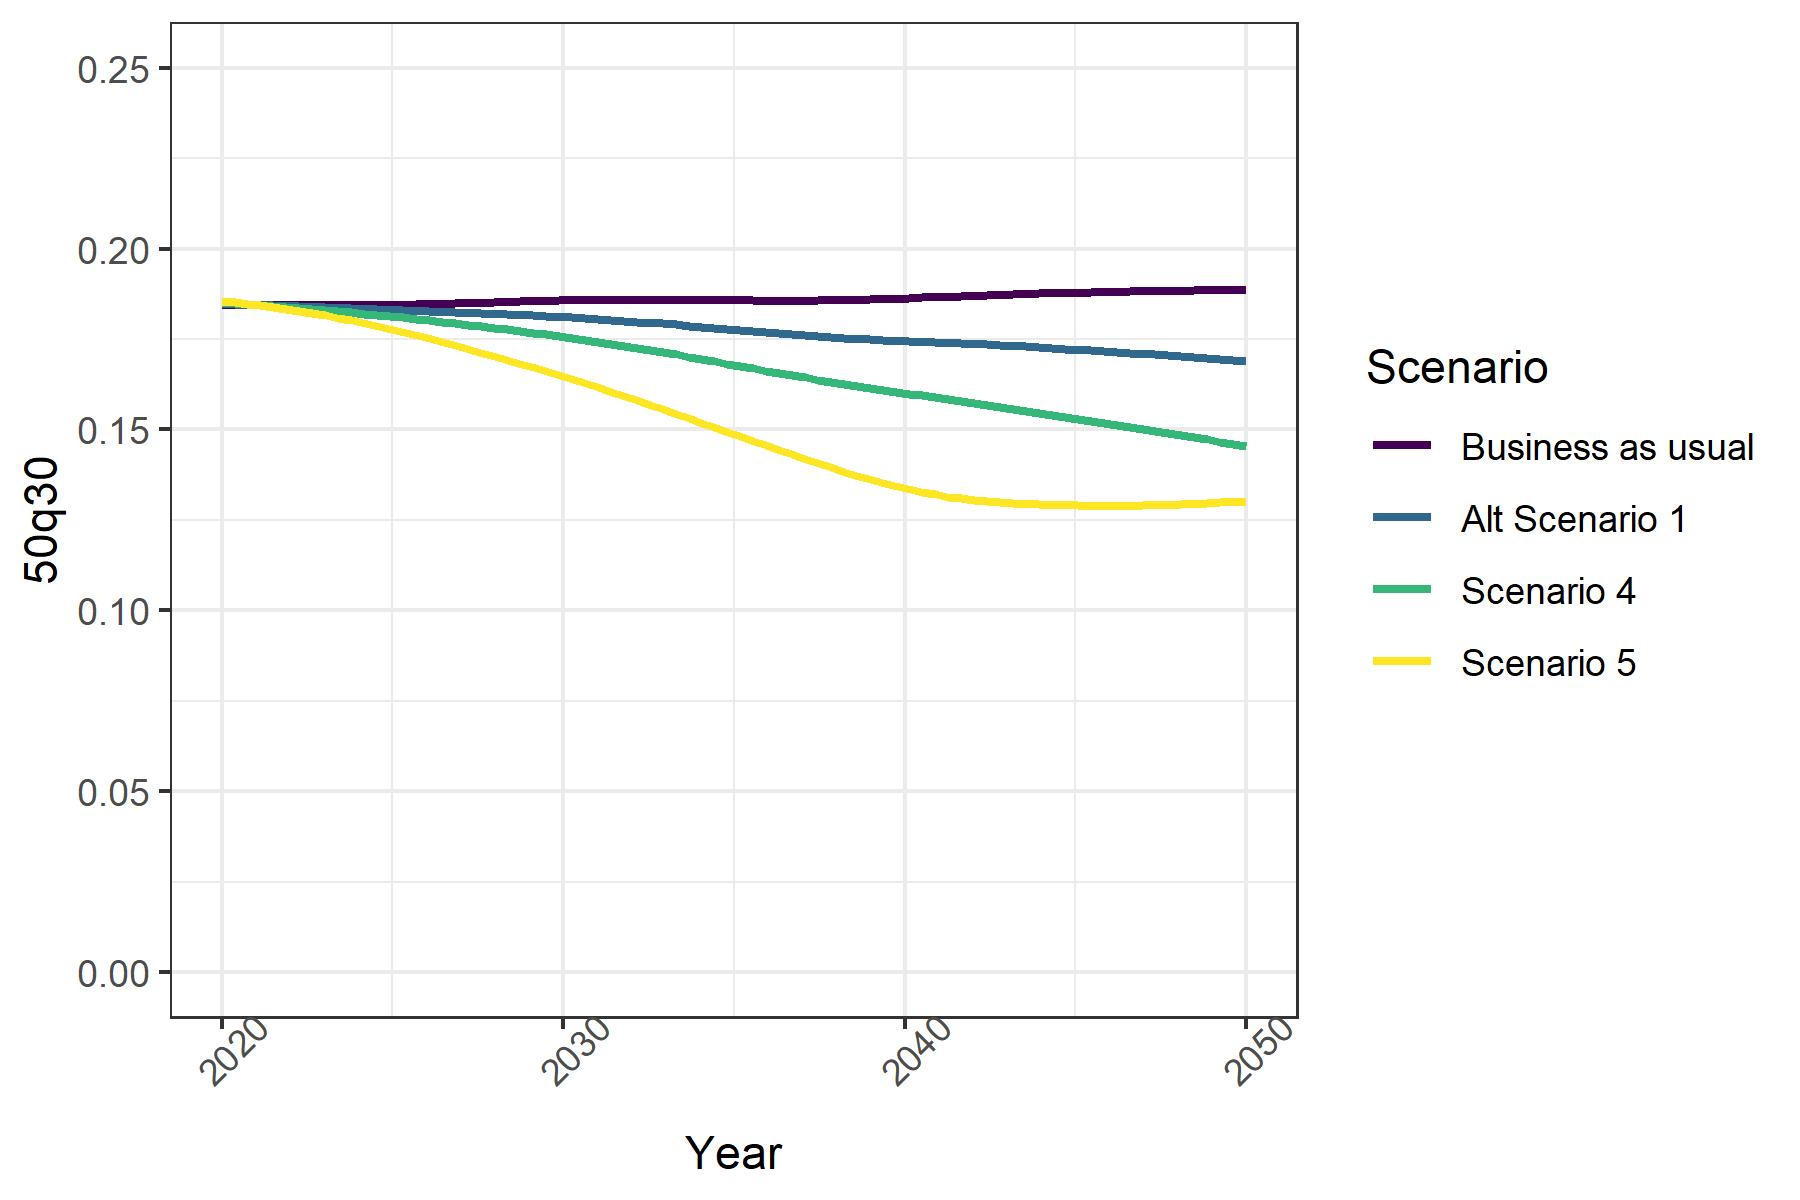 0.25
0.20
0.15
0.10
0.05
0.00
50q30
2020
2030
2040
2050
Year
Scenario
Business as usual
Alt Scenario 1
Scenario 4
Scenario 5